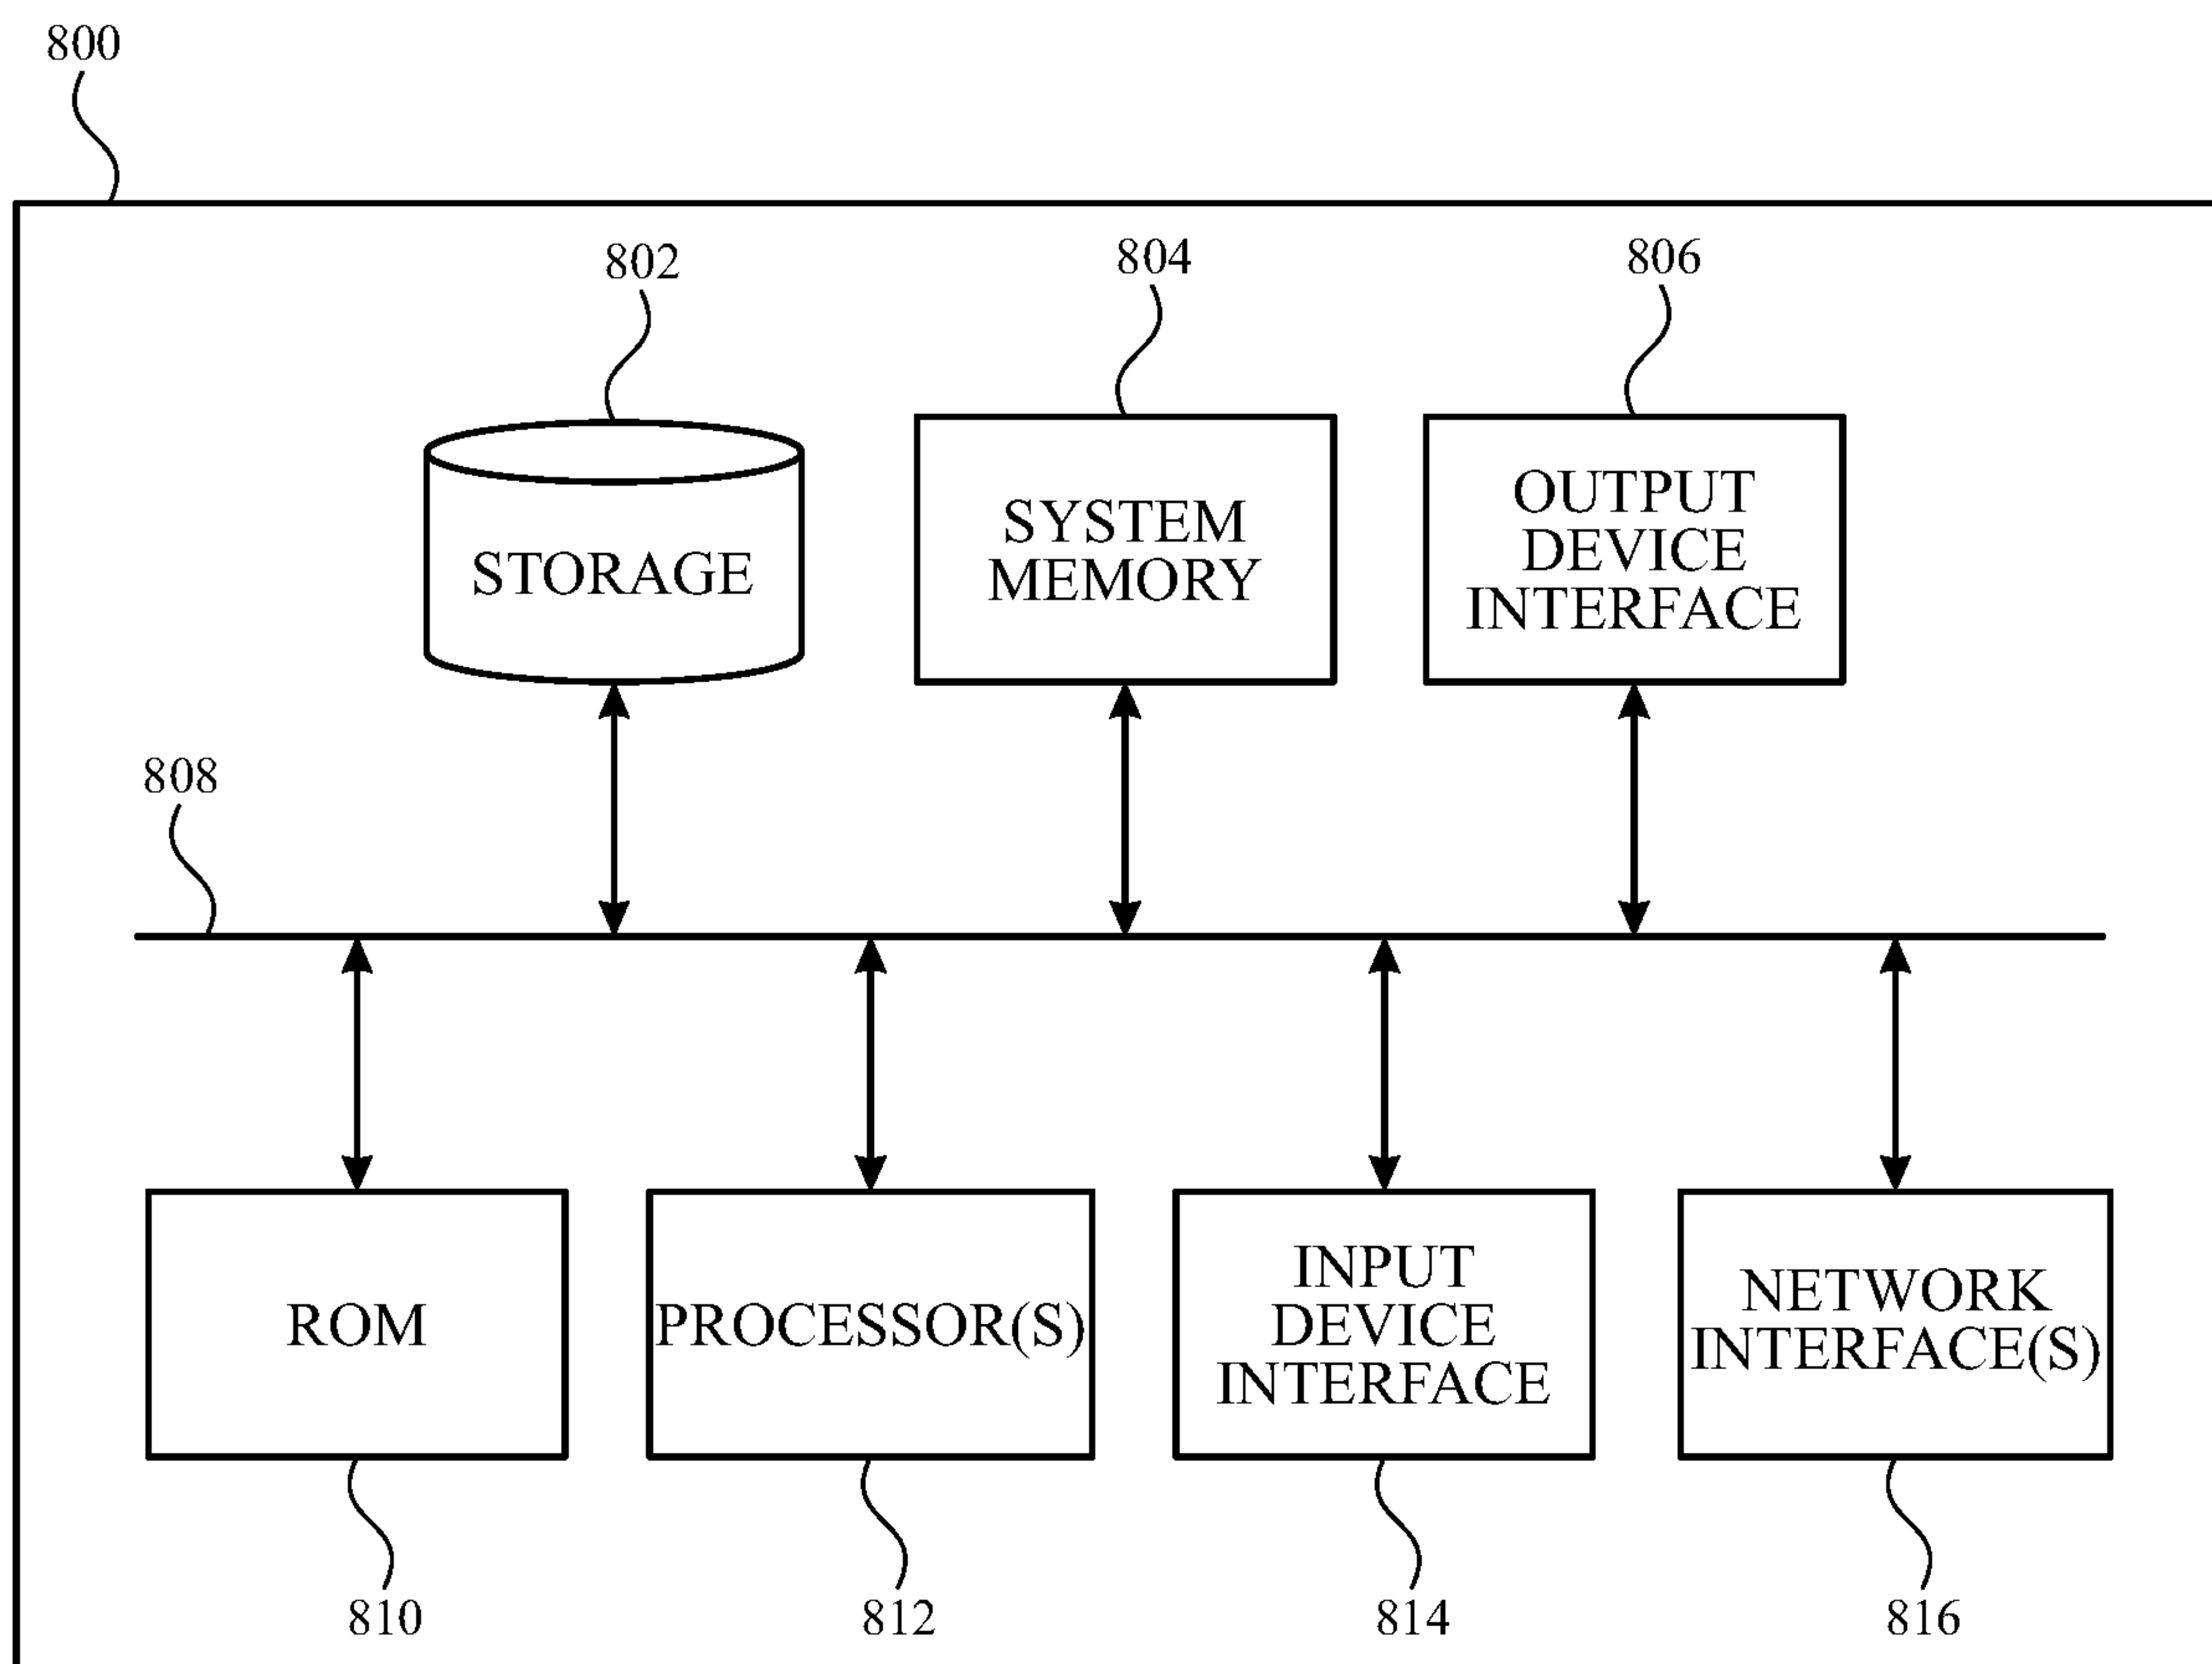 800
802
804
806
STORAGE
SYSTEM
MEMORY
OUTPUT
DEVICE
INTERFACE
808
ROM
PROCESSOR(S)
INPUT
DEVICE
INTERFACE
NETWORK
INTERFACE(S)
810
812
814
816